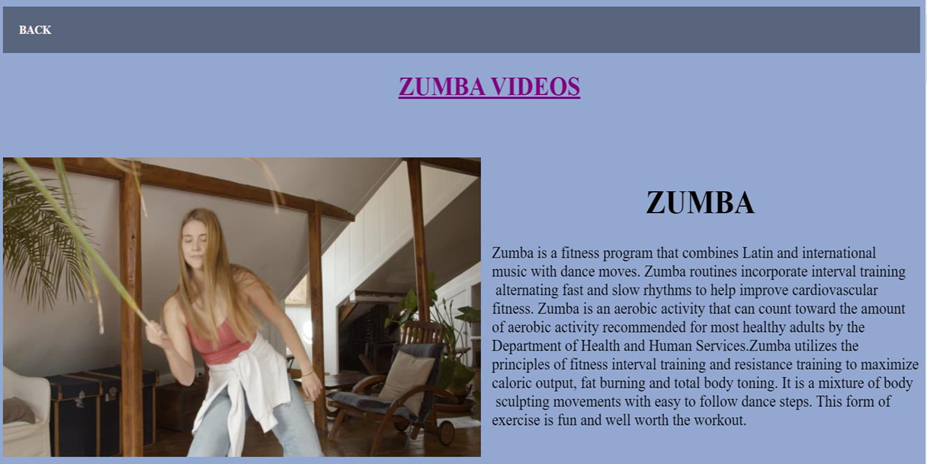 BACK
ZUMBA VIDEOS
ZUMBA
Zumba is a fitness program that combines Latin and international
music with dance moves. Zumba routines incorporate interval training
alternating fast and slow rhythms to help improve cardiovascular
fitness. Zumba is an aerobic activity that can count toward the amount
of aerobic activity recommended for most healthy adults by the
Department of Health and Human Services.Zumba utilizes the
principles of fitness interval training and resistance training to maximize
caloric output, fat burning and total body toning. It is a mixture of body
sculpting movements with easy to follow dance steps. This form of
exercise is fun and well worth the workout.